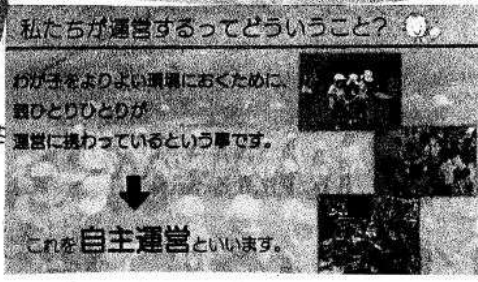 私たちが運営するってどういうこと?
わが子をよりよい環境におくために、
親ひとりひとりが
運営に携わっているという事です。
これを自主運営といいます。